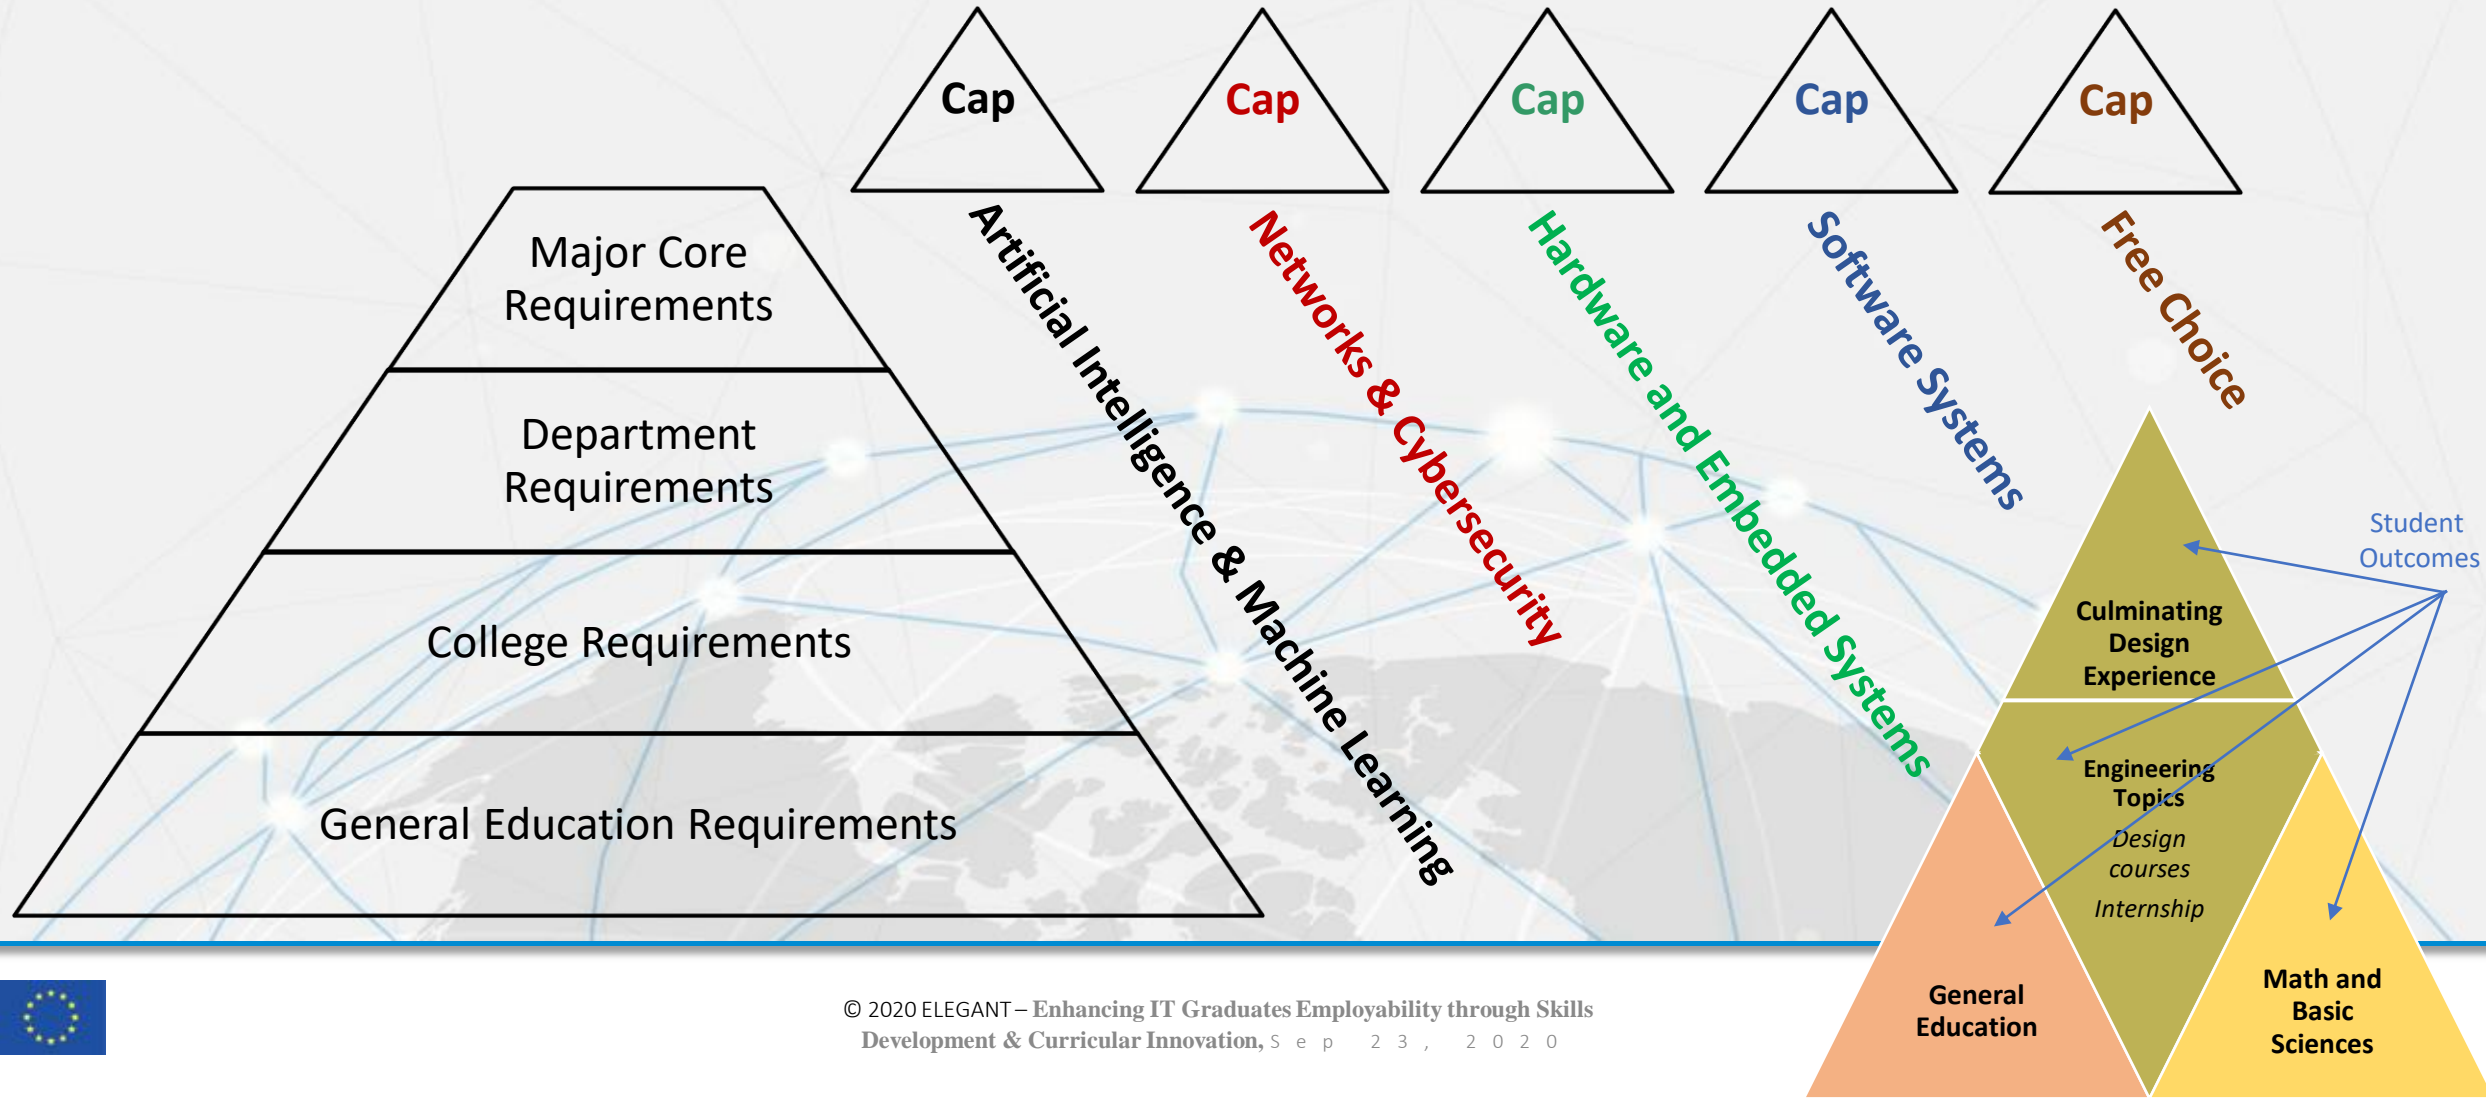 Cap
Cap
Cap
Cap
Cap
Major Core
Requirements
Department
Requirements
College Requirements
General Education Requirements
Artificial Intelligence & Machine Learning
Networks & Cybersecurity
Hardware and Embedded Systems
Software Systems
Free Choice
Student
Outcomes
Culminating
Design
Experience
Engineering
Topics
Design
courses
Internship
General
Education
Math and
Basic
Sciences
© 2020 ELEGANT – Enhancing IT Graduates Employability through Skills
Development & Curricular Innovation, Sep 23, 2020